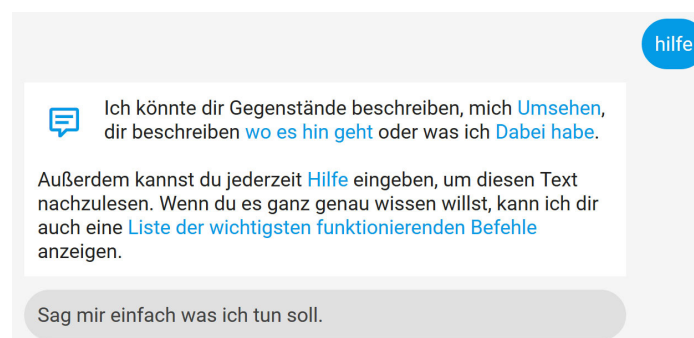 hilfe
Ich könnte dir Gegenstände beschreiben, mich Umsehen,
dir beschreiben wo es hin geht oder was ich Dabei habe.
Außerdem kannst du jederzeit Hilfe eingeben, um diesen Text
nachzulesen. Wenn du es ganz genau wissen willst, kann ich dir
auch eine Liste der wichtigsten funktionierenden Befehle
anzeigen.
Sag mir einfach was ich tun soll.